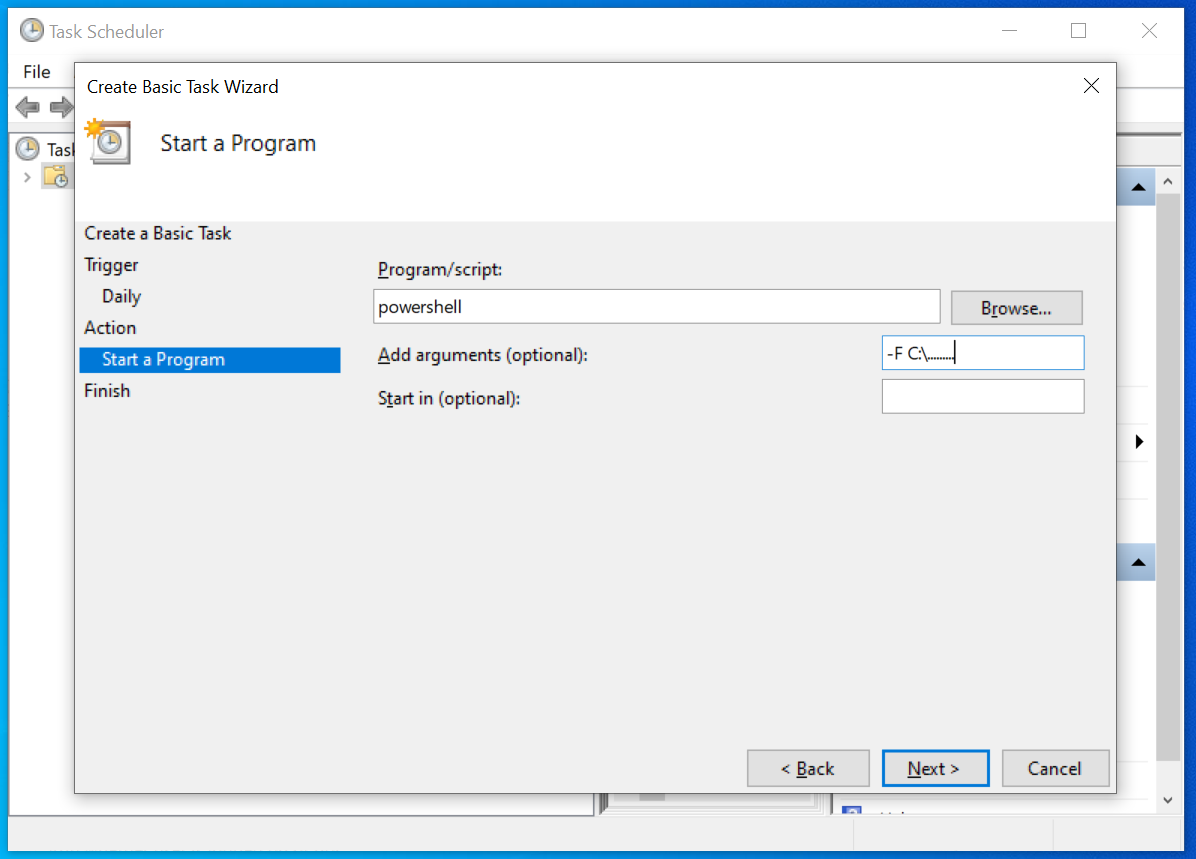 Task Scheduler
File
Create Basic Task Wizard
Start a Program
Task
Create a Basic Task
Trigger
Daily
Action
Start a Program
Finish
Program/script:
powershell
Browse...
Add arguments (optional):
-F C:\........
Start in (optional):
< Back
Next >
Cancel